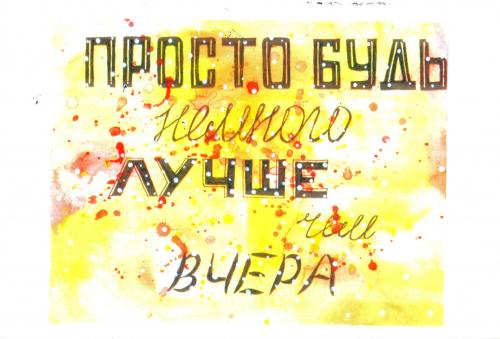 ПРОСТО БУДЬ
немного
ЛУЧШЕ
чем
ВЧЕРА